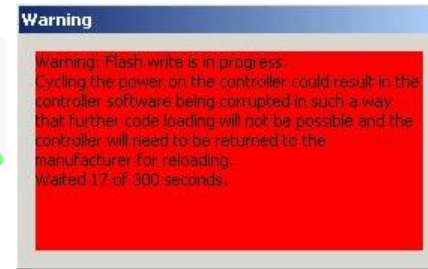 Warning
Warning: Flash write is in progress.
Cycling the power on the controller could result in the
controller software being corrupted in such a way
that further code loading will not be possible and the
controller will need to be returned to the
manufacturer for reloading.
Waited 17 of 300 seconds.